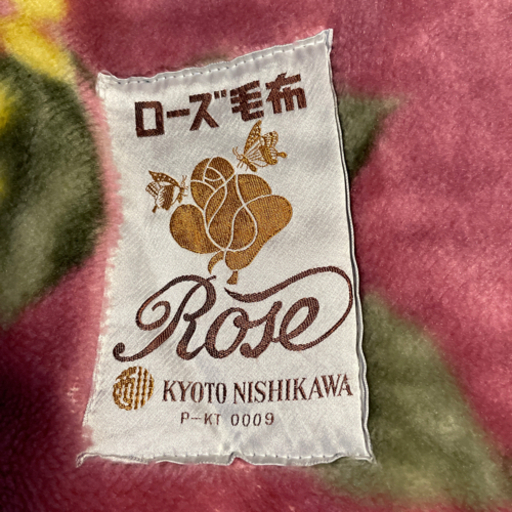 ローズ毛布
Rose
KYOTO NISHIKAWA
P-KT 0009